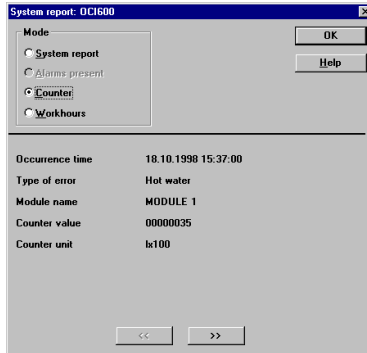 System report: OCI600
Mode
System report
Alarms present
Counter
Workhours
OK
Help
Occurrence time 18.10.1998 15:37:00
Type of error Hot water
Module name MODULE 1
Counter value 00000035
Counter unit lx100
<< >>